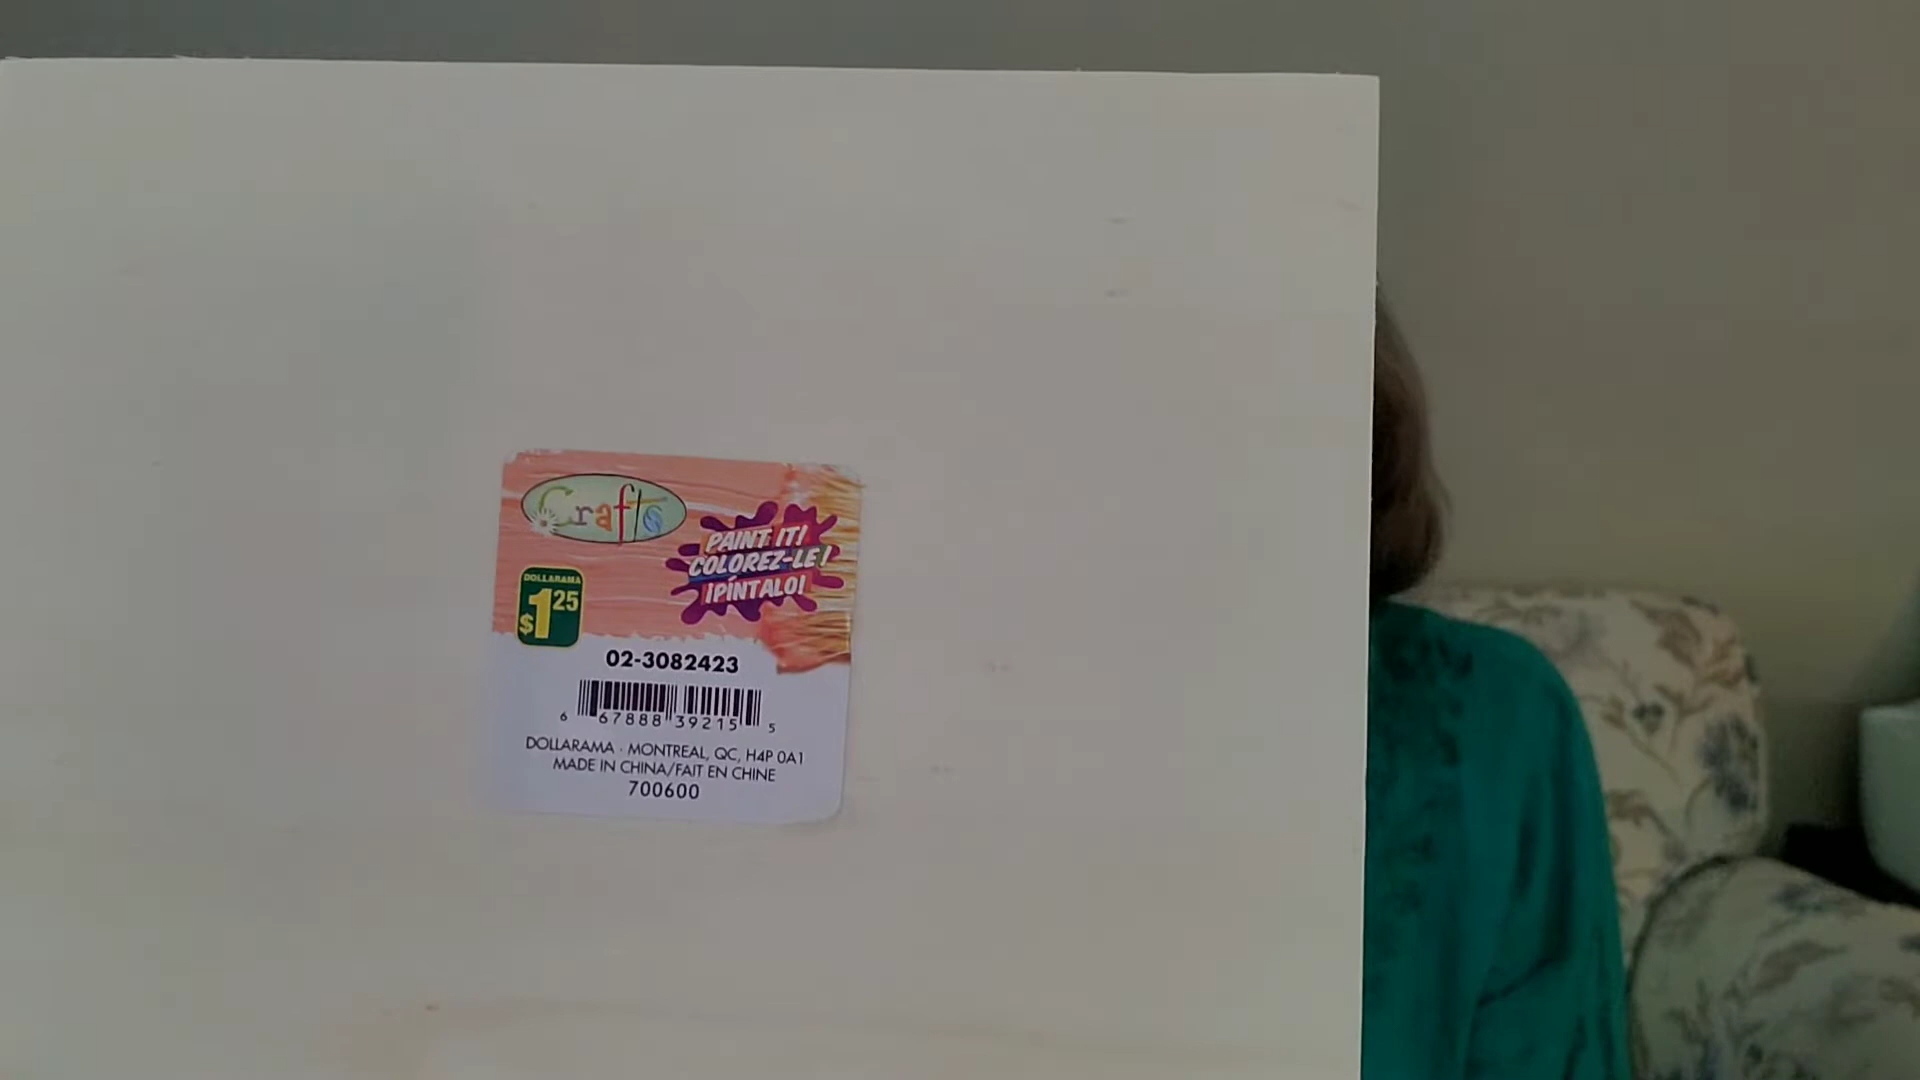 Crafts
PAINT IT!
COLOREZ-LE!
¡PÍNTALO!
DOLLARAMA
$1.25
02-3082423
6 67888 39215 5
DOLLARAMA · MONTREAL, QC, H4P 0A1
MADE IN CHINA/FAIT EN CHINE
700600